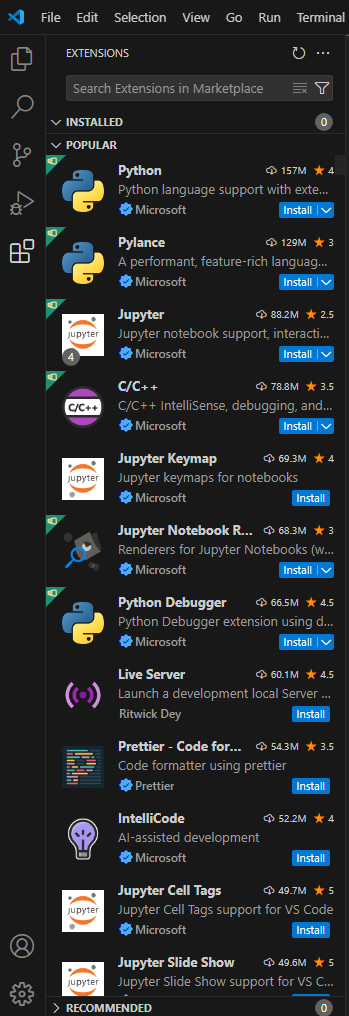 File Edit Selection View Go Run Terminal
EXTENSIONS
Search Extensions in Marketplace
INSTALLED 0
POPULAR
Python 157M 4
Python language support with exte...
Microsoft Install
Pylance 129M 3
A performant, feature-rich languag...
Microsoft Install
jupyter
4
Jupyter 88.2M 2.5
Jupyter notebook support, interacti...
Microsoft Install
C/C++
C/C++ 78.8M 3.5
C/C++ IntelliSense, debugging, and...
Microsoft Install
jupyter
Jupyter Keymap 69.3M 4
Jupyter keymaps for notebooks
Microsoft Install
Jupyter Notebook R... 68.3M 3
Renderers for Jupyter Notebooks (w...
Microsoft Install
Python Debugger 66.5M 4.5
Python Debugger extension using d...
Microsoft Install
Live Server 60.1M 4.5
Launch a development local Server ...
Ritwick Dey Install
Prettier - Code for... 54.3M 3.5
Code formatter using prettier
Prettier Install
IntelliCode 52.2M 4
AI-assisted development
Microsoft Install
jupyter
Jupyter Cell Tags 49.7M 5
Jupyter Cell Tags support for VS Code
Microsoft Install
jupyter
Jupyter Slide Show 49.6M 5
Jupyter Slide Show support for VS C...
Microsoft Install
RECOMMENDED 0